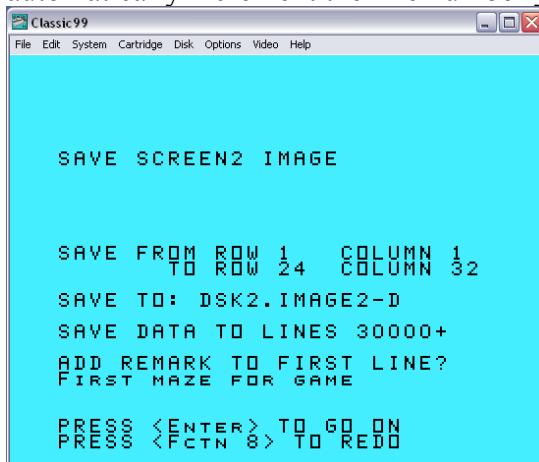 Classic99
File Edit System Cartridge Disk Options Video Help
SAVE SCREEN2 IMAGE
SAVE FROM ROW 1 COLUMN 1
TO ROW 24 COLUMN 32
SAVE TO: DSK2.IMAGE2-D
SAVE DATA TO LINES 30000+
ADD REMARK TO FIRST LINE?
First maze for game
PRESS <Enter> TO GO ON
PRESS <Fctn 8> TO REDO